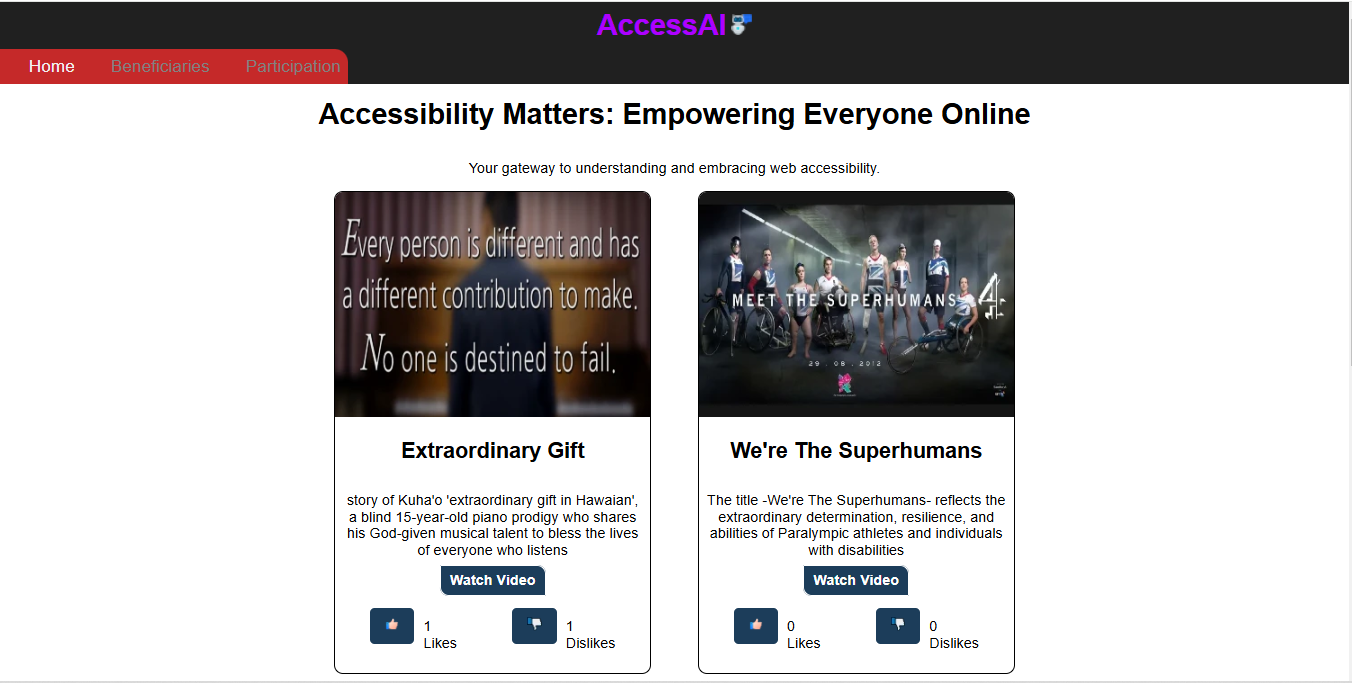 AccessAI
Home Beneficiaries Participation
Accessibility Matters: Empowering Everyone Online
Your gateway to understanding and embracing web accessibility.
Every person is different and has
a different contribution to make.
No one is destined to fail.
Extraordinary Gift
story of Kuha'o 'extraordinary gift in Hawaian',
a blind 15-year-old piano prodigy who shares
his God-given musical talent to bless the lives
of everyone who listens
Watch Video
1
Likes
1
Dislikes
MEET THE SUPERHUMANS
4
29 . 08 . 2012
We're The Superhumans
The title -We're The Superhumans- reflects the
extraordinary determination, resilience, and
abilities of Paralympic athletes and individuals
with disabilities
Watch Video
0
Likes
0
Dislikes